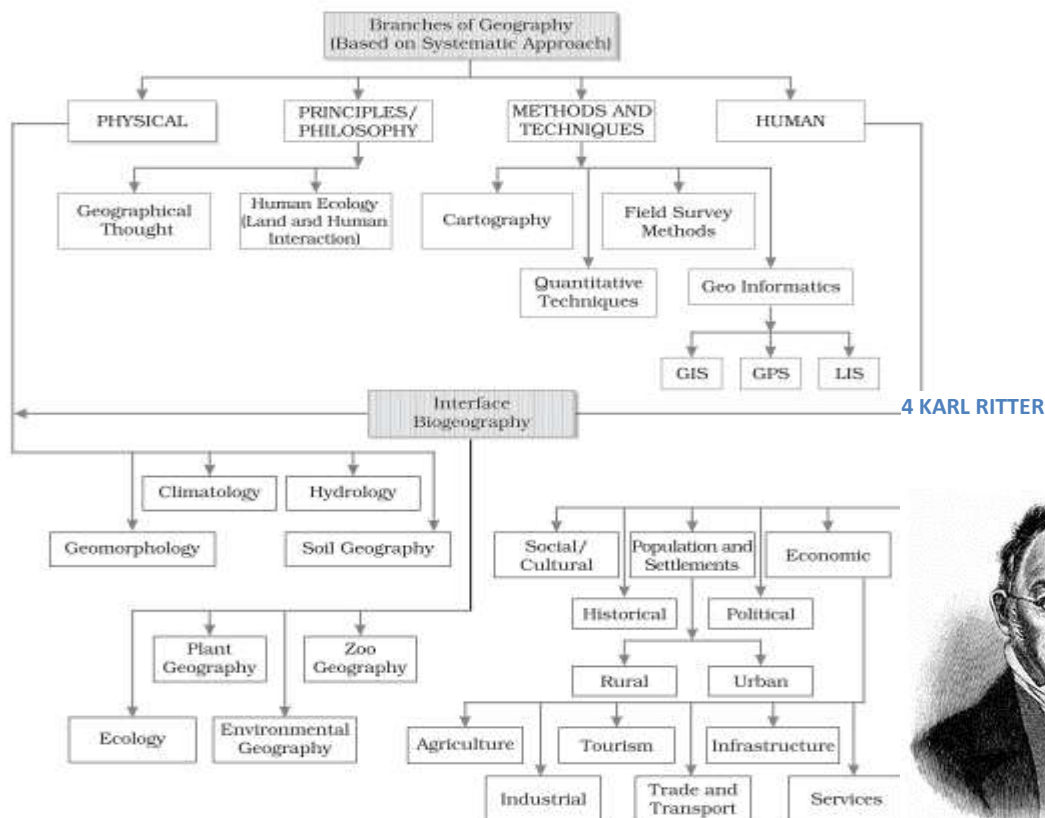 Branches of Geography
(Based on Systematic Approach)
PHYSICAL
PRINCIPLES/
PHILOSOPHY
METHODS AND
TECHNIQUES
HUMAN
Geographical
Thought
Human Ecology
(Land and Human
Interaction)
Cartography
Field Survey
Methods
Quantitative
Techniques
Geo Informatics
GIS
GPS
LIS
Interface
Biogeography
4 KARL RITTER
Climatology
Hydrology
Geomorphology
Soil Geography
Social/
Cultural
Population and
Settlements
Economic
Historical
Political
Rural
Urban
Plant
Geography
Zoo
Geography
Ecology
Environmental
Geography
Agriculture
Tourism
Infrastructure
Industrial
Trade and
Transport
Services